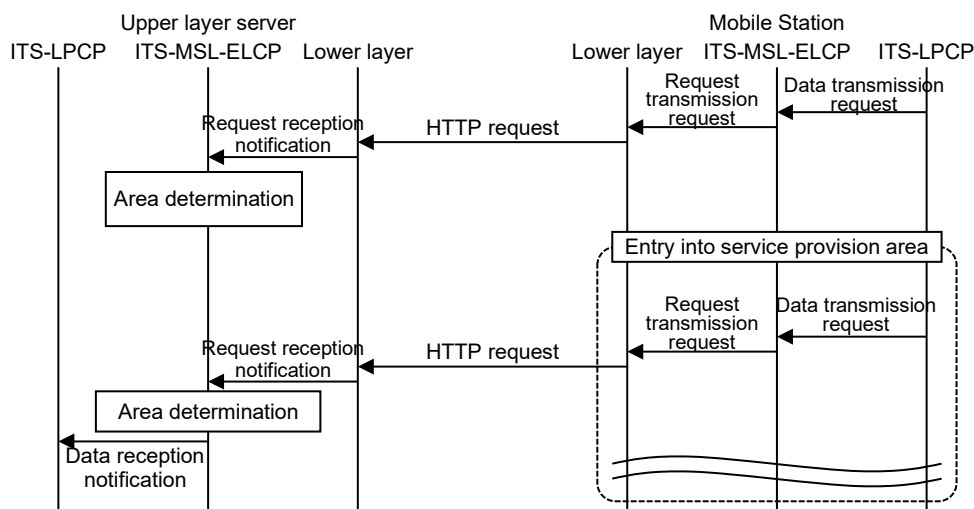 Upper layer server
Mobile Station
ITS-LPCP
ITS-MSL-ELCP
Lower layer
Lower layer
ITS-MSL-ELCP
ITS-LPCP
Request
transmission
request
Data transmission
request
Request reception
notification
HTTP request
Area determination
Entry into service provision area
Request
transmission
request
Data transmission
request
Request reception
notification
HTTP request
Area determination
Data reception
notification